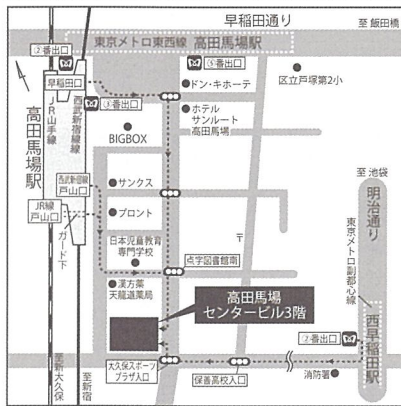 早稲田通り
至 飯田橋
②番出口
東京メトロ東西線 高田馬場駅
早稲田口
⑤番出口
③番出口
ドン・キホーテ
区立戸塚第2小
高田馬場駅
JR山手線
西武新宿線
ホテル
サンルート
高田馬場
BIGBOX
至 池袋
西武新宿線
戸山口
サンクス
明治通り
JR線
戸山口
プロント
東京メトロ副都心線
ガード下
日本児童教育
専門学校
〒
点字図書館南
漢方薬
天龍道薬局
高田馬場
センタービル3階
西早稲田駅
②番出口
至新大久保
至新宿
大久保スポーツ
プラザ入口
保善高校入口
消防署